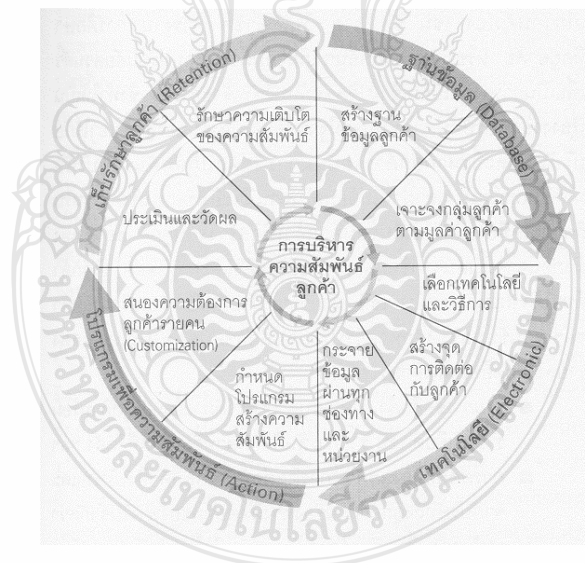 ฐานข้อมูล (Database)
สร้างฐาน
ข้อมูลลูกค้า
เจาะจงกลุ่มลูกค้า
ตามมูลค่าลูกค้า
เทคโนโลยี (Electronic)
เลือกเทคโนโลยี
และวิธีการ
สร้างจุด
การติดต่อ
กับลูกค้า
กระจาย
ข้อมูล
ผ่านทุก
ช่องทาง
และ
หน่วยงาน
โปรแกรมเพื่อความสัมพันธ์ (Action)
กำหนด
โปรแกรม
สร้างความ
สัมพันธ์
สนองความต้องการ
ลูกค้ารายคน
(Customization)
เก็บรักษาลูกค้า (Retention)
ประเมินและวัดผล
รักษาความเติบโต
ของความสัมพันธ์
การบริหาร
ความสัมพันธ์
ลูกค้า